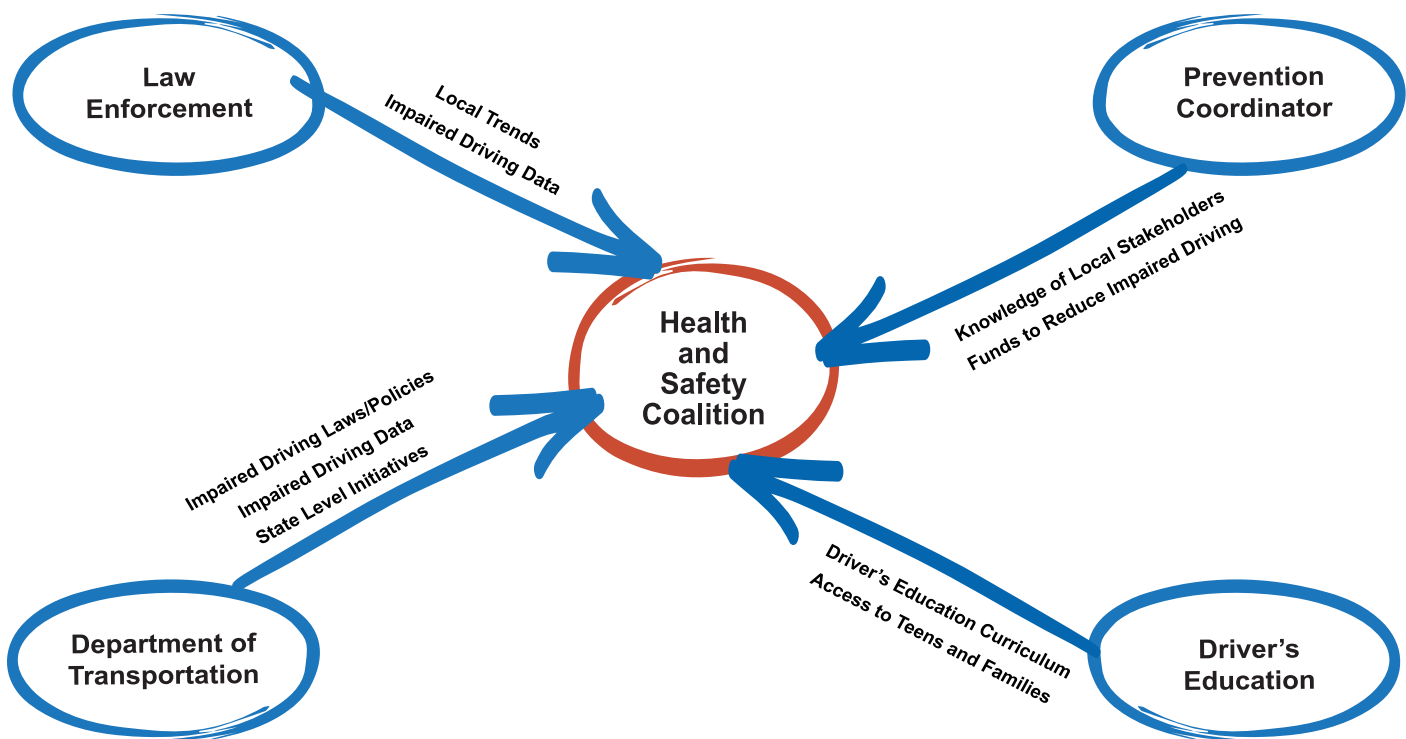 Law
Enforcement
Local Trends
Impaired Driving Data
Prevention
Coordinator
Knowledge of Local Stakeholders
Funds to Reduce Impaired Driving
Health
and
Safety
Coalition
Impaired Driving Laws/Policies
Impaired Driving Data
State Level Initiatives
Department of
Transportation
Driver’s Education Curriculum
Access to Teens and Families
Driver’s
Education